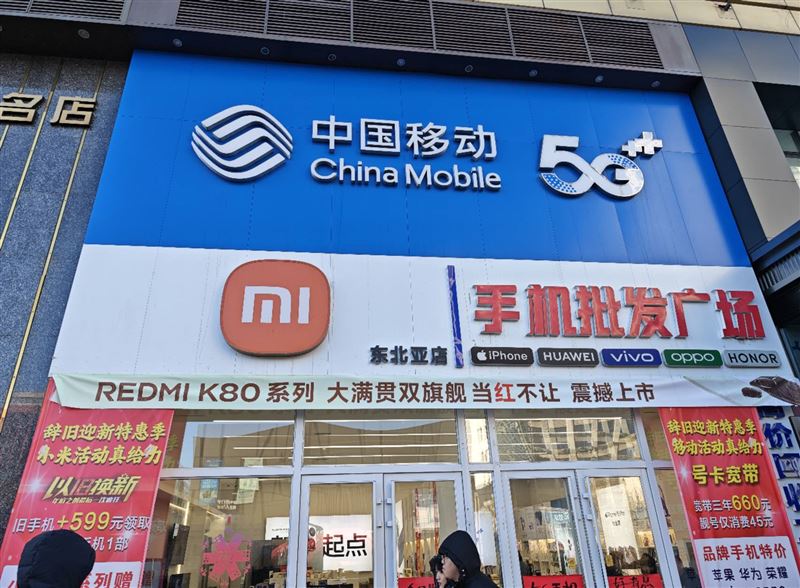 名店
中国移动
China Mobile
5G++
mi
手机批发广场
东北亚店
iPhone
HUAWEI
vivo
oppo
HONOR
REDMI K80 系列 大满贯双旗舰 当红不让 震撼上市
辞旧迎新特惠季
小米活动真给力
以旧换新
旧手机+599元领取
机1部
系列赠
起点
辞旧迎新特惠季
移动活动真给力
号卡宽带
宽带三年660元
靓号仅消费45元
品牌手机特价
苹果 华为 荣耀